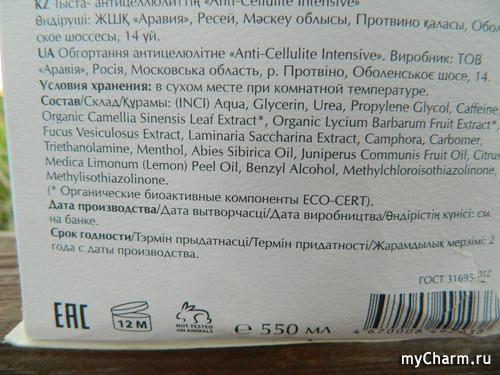 KZ Тыста- антицеллюлиттің «Anti-Cellulite Intensive»
Өндіруші: ЖШҚ «Аравия», Ресей, Мәскеу облысы, Протвино қаласы, Обол
ское шоссесы, 14 үй.
UA Обгортання антицелюлітне «Anti-Cellulite Intensive». Виробник: ТОВ
«Аравія», Росія, Московська область, р. Протвіно, Оболенськое шосе, 14.
Условия хранения: в сухом месте при комнатной температуре.
Состав/Склад/Құрамы: (INCI) Aqua, Glycerin, Urea, Propylene Glycol, Caffeine,
Organic Camellia Sinensis Leaf Extract*, Organic Lycium Barbarum Fruit Extract*,
Fucus Vesiculosus Extract, Laminaria Saccharina Extract, Camphora, Carbomer,
Triethanolamine, Menthol, Abies Sibirica Oil, Juniperus Communis Fruit Oil, Citrus
Medica Limonum (Lemon) Peel Oil, Benzyl Alcohol, Methylchloroisothiazolinone,
Methylisothiazolinone.
(* Органические биоактивные компоненты ECO-CERT).
Дата производства/Дата вытворчасці/Дата виробництва/Өндірістің күнісі: см.
на банке.
Срок годности/Тэрмін прыдатнасці/Термін придатності/Жарамдылық мерзімі: 2
года с даты производства.
ГОСТ 31695-012
EAC
12 M
NOT TESTED
ON ANIMALS
℮ 550 мл
myCharm.ru